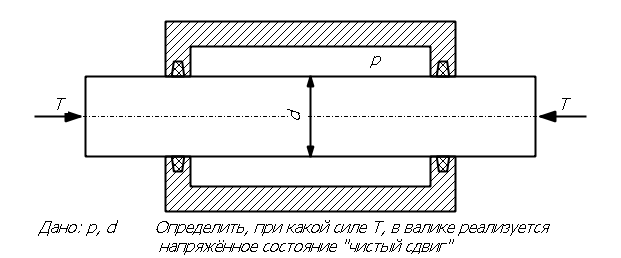 p
T
T
d
Дано: p, d Определить, при какой силе T, в валике реализуется
напряжённое состояние "чистый сдвиг"